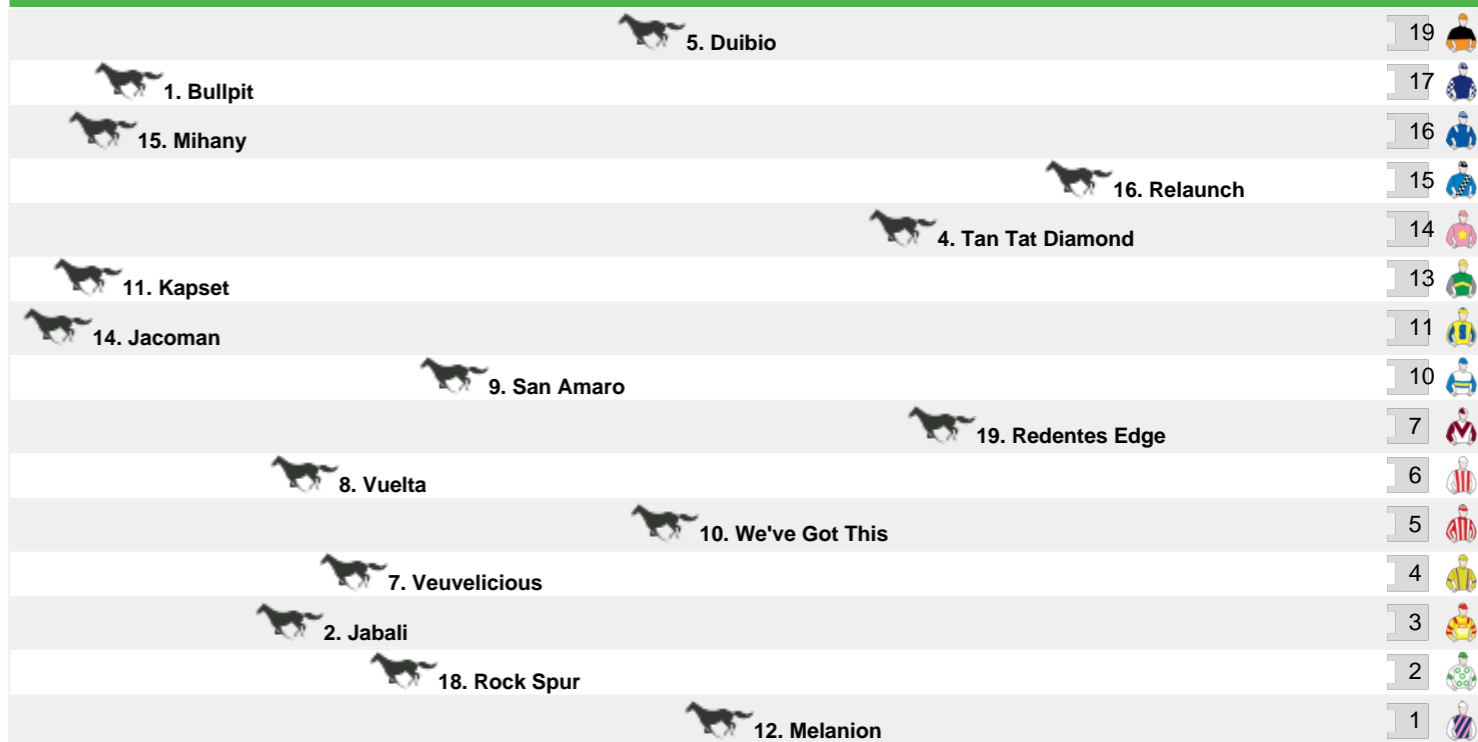 5. Duibio 19
1. Bullpit 17
15. Mihany 16
16. Relaunch 15
4. Tan Tat Diamond 14
11. Kapset 13
14. Jacoman 11
9. San Amaro 10
19. Redentes Edge 7
8. Vuelta 6
10. We've Got This 5
7. Veuvelicious 4
2. Jabali 3
18. Rock Spur 2
12. Melanion 1